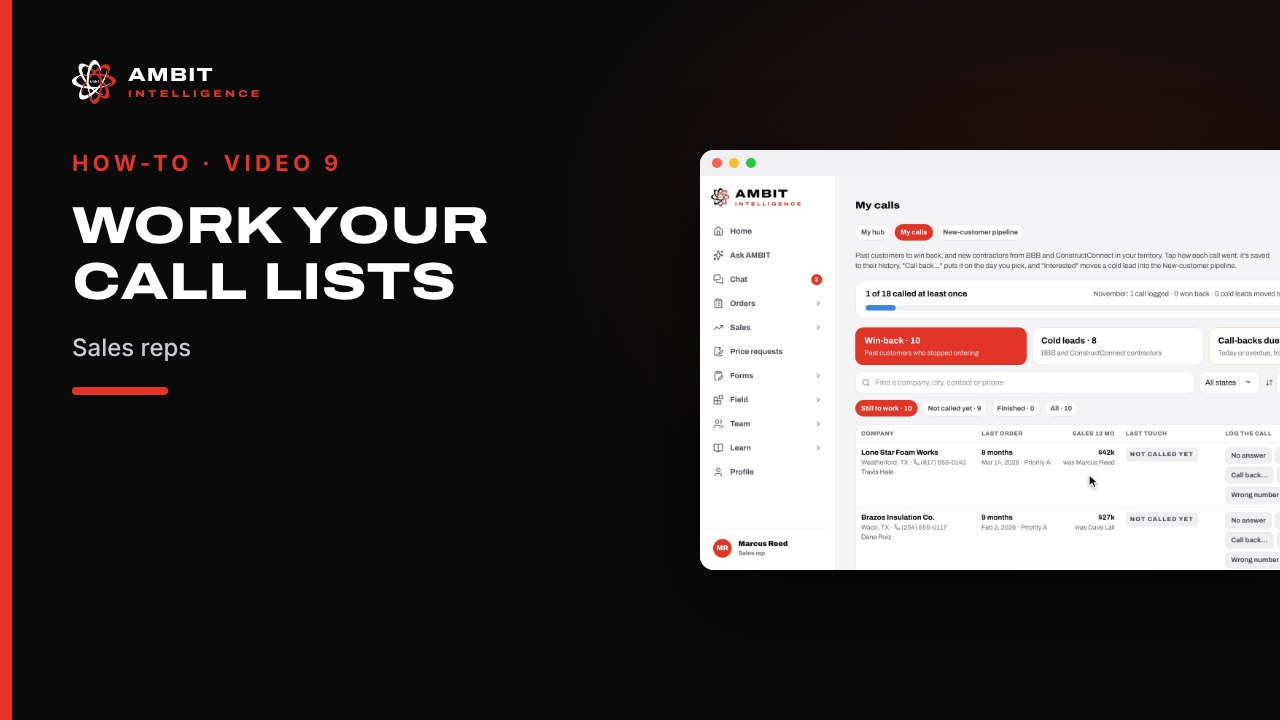 AMBIT
INTELLIGENCE
HOW-TO · VIDEO 9
WORK YOUR
CALL LISTS
Sales reps
AMBIT
INTELLIGENCE
Home
Ask AMBIT
Chat 3
Orders
Sales
Price requests
Forms
Field
Team
Learn
Profile
MR
Marcus Reed
Sales rep
My calls
My hub My calls New-customer pipeline
Past customers to win back, and new contractors from BBB and ConstructConnect in your territory. Tap how each call went: it's saved
to their history, "Call back..." puts it on the day you pick, and "Interested" moves a cold lead into the New-customer pipeline.
1 of 18 called at least once November: 1 call logged · 0 won back · 0 cold leads moved
Win-back · 10 Cold leads · 8 Call-backs due
Past customers who stopped ordering BBB and ConstructConnect contractors Today or overdue,
Find a company, city, contact or phone All states
Still to work · 10 Not called yet · 9 Finished · 0 All · 10
COMPANY LAST ORDER SALES 12 MO LAST TOUCH LOG THE CALL
Lone Star Foam Works 8 months $42k NOT CALLED YET No answer
Weatherford, TX · (817) 555-0142 Mar 14, 2026 · Priority A was Marcus Reed
Travis Hale Call back...
Wrong number
Brazos Insulation Co. 9 months $27k NOT CALLED YET No answer
Waco, TX · (254) 555-0117 Feb 2, 2026 · Priority A was Dave Lall
Dana Ruiz Call back...
Wrong number